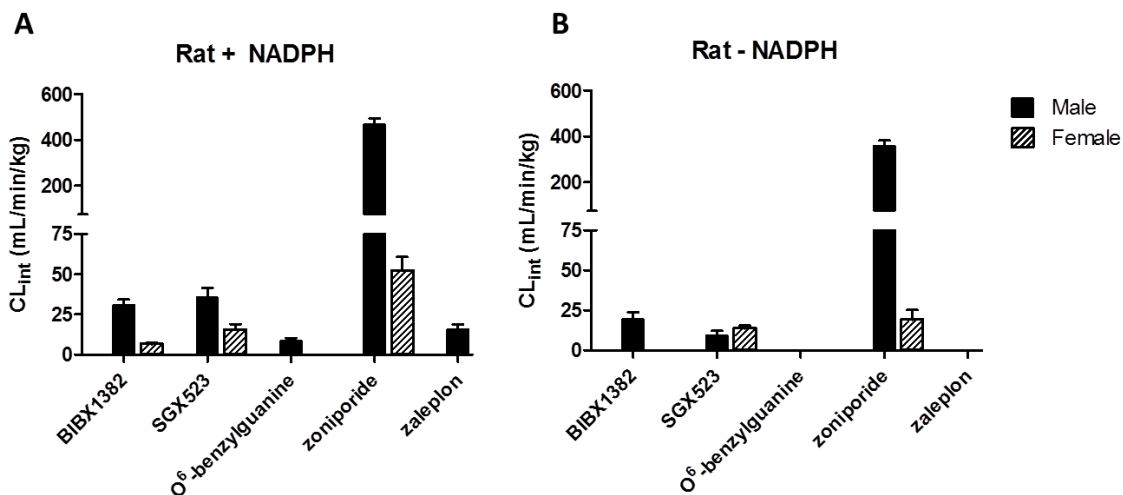 A
Rat + NADPH
CL_int (mL/min/kg)
600
400
200
75
50
25
0
BIBX1382
SGX523
O⁶-benzylguanine
zoniporide
zaleplon
B
Rat - NADPH
CL_int (mL/min/kg)
600
400
200
75
50
25
0
BIBX1382
SGX523
O⁶-benzylguanine
zoniporide
zaleplon
Male
Female